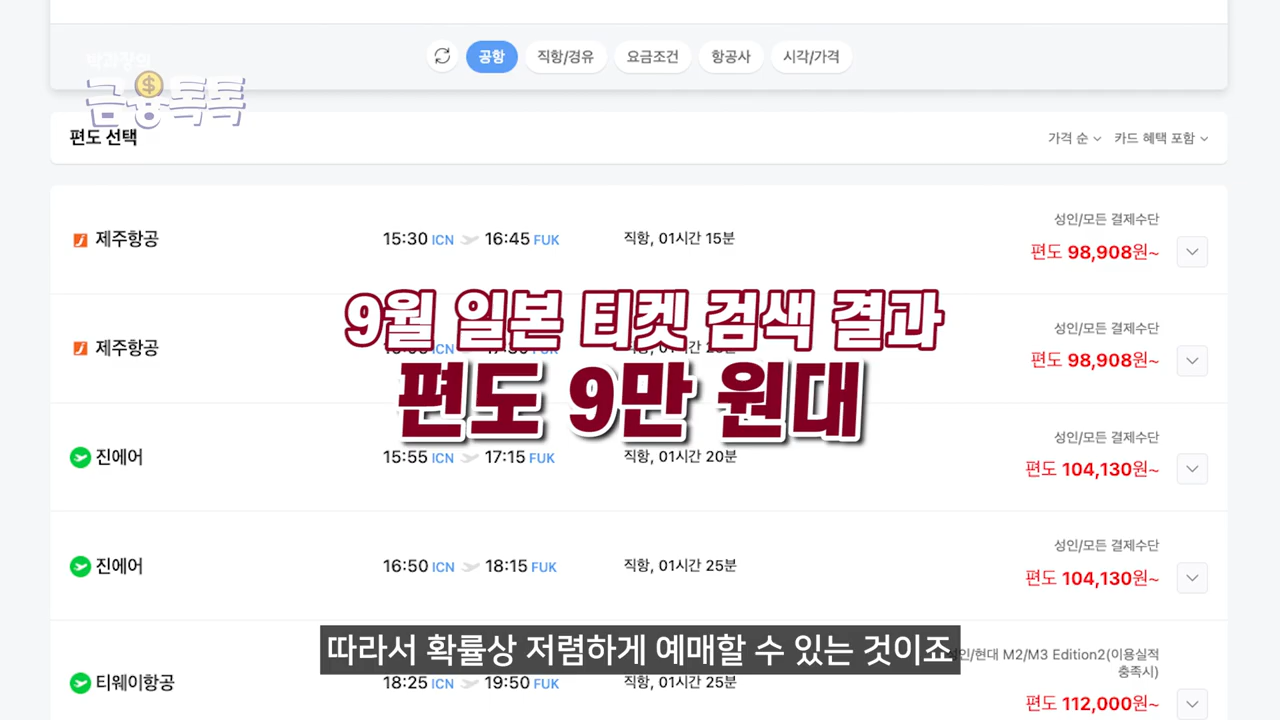 공항
직항/경유
요금조건
항공사
시각/가격
박과장의
금융톡톡
편도 선택
가격 순
카드 혜택 포함
제주항공
15:30 ICN 16:45 FUK
직항, 01시간 15분
성인/모든 결제수단
편도 98,908원~
9월 일본 티켓 검색 결과
편도 9만 원대
제주항공
성인/모든 결제수단
편도 98,908원~
진에어
15:55 ICN 17:15 FUK
직항, 01시간 20분
성인/모든 결제수단
편도 104,130원~
진에어
16:50 ICN 18:15 FUK
직항, 01시간 25분
성인/모든 결제수단
편도 104,130원~
따라서 확률상 저렴하게 예매할 수 있는 것이죠
티웨이항공
18:25 ICN 19:50 FUK
직항, 01시간 25분
성인/현대 M2/M3 Edition2(이용실적
충족시)
편도 112,000원~